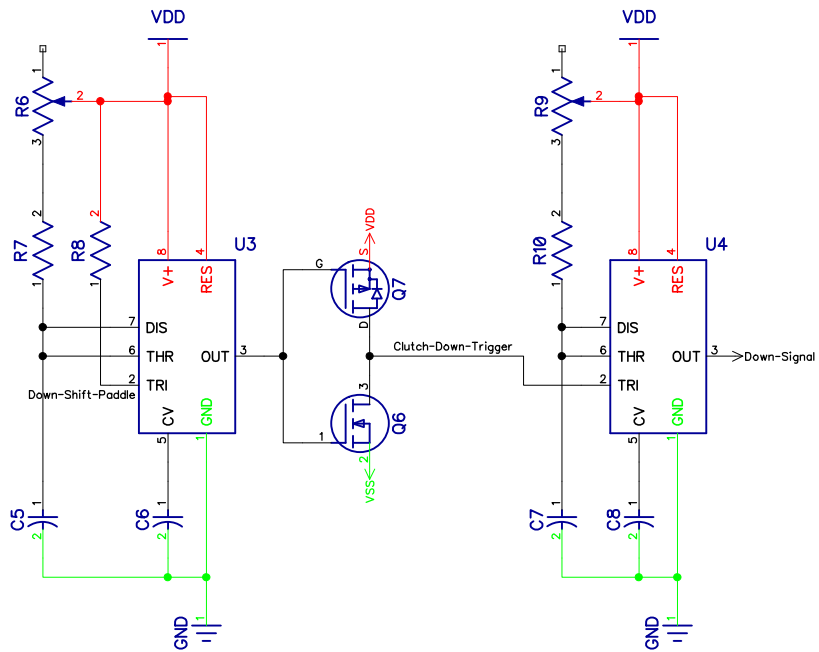 VDD
VDD
1
1
1
1
R6
2
R9
2
3
3
VDD
2
2
2
S
R7
R8
8
4
U3
R10
8
4
U4
V+
RES
G
Q7
V+
RES
1
1
1
7
DIS
D
7
DIS
6
THR
OUT
3
Clutch-Down-Trigger
6
THR
OUT
3
Down-Signal
2
TRI
3
2
TRI
Down-Shift-Paddle
CV
GND
Q6
CV
GND
5
1
1
2
5
1
VSS
1
1
1
1
C5
C6
C7
C8
2
2
2
2
1
1
GND
GND